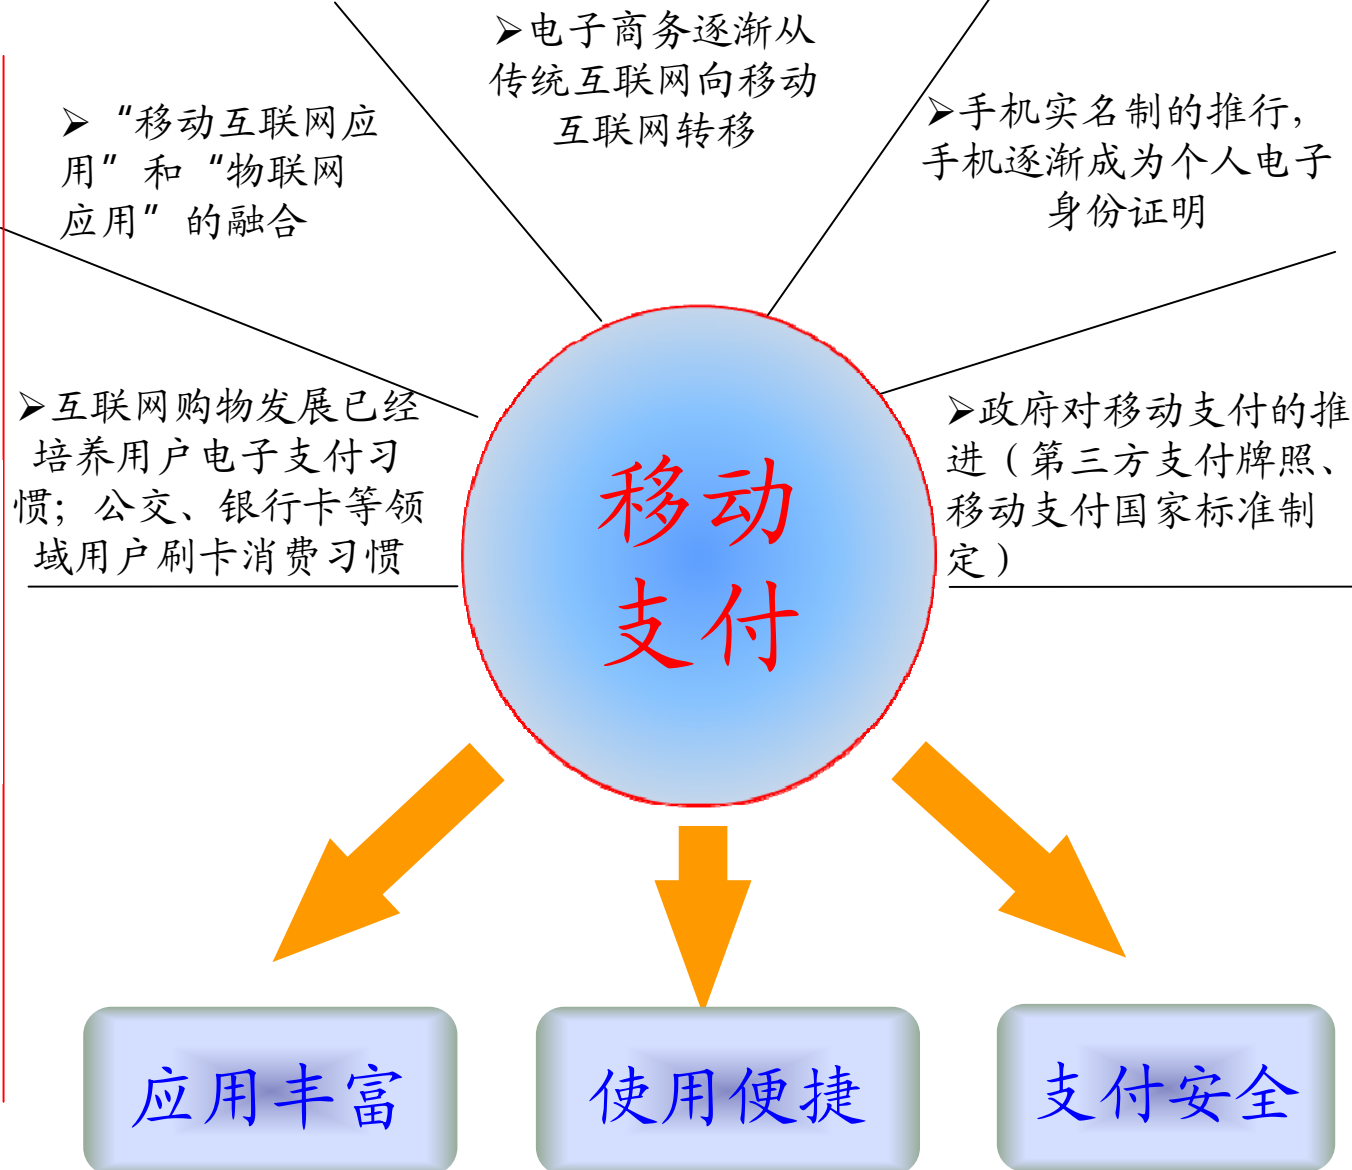 ➢电子商务逐渐从
传统互联网向移动
互联网转移
➢“移动互联网应
用”和“物联网
应用”的融合
➢手机实名制的推行，
手机逐渐成为个人电子
身份证明
➢互联网购物发展已经
培养用户电子支付习
惯；公交、银行卡等领
域用户刷卡消费习惯
➢政府对移动支付的推
进（第三方支付牌照、
移动支付国家标准制
定）
移动
支付
应用丰富
使用便捷
支付安全